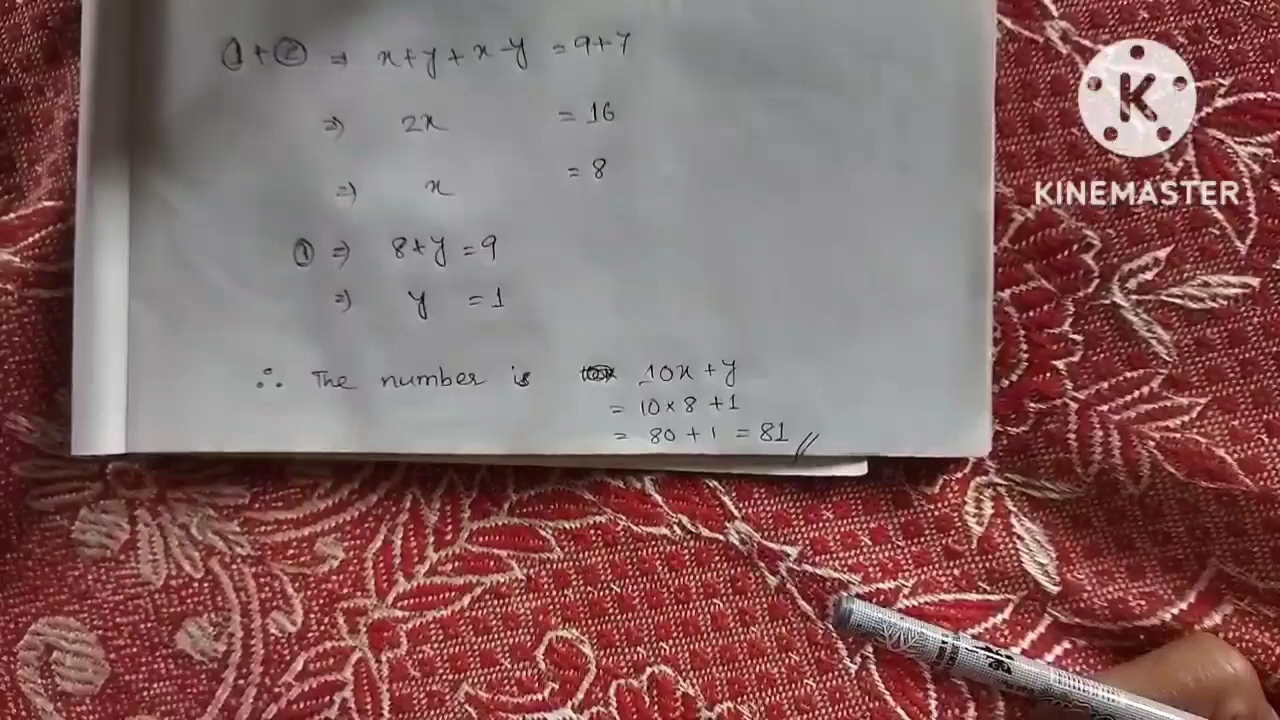 ① + ② ⇒ x+y+x-y = 9+7
⇒ 2x = 16
⇒ x = 8
① ⇒ 8+y = 9
⇒ y = 1
∴ The number is 10x + y
= 10 × 8 + 1
= 80 + 1 = 81 //
K
KINEMASTER